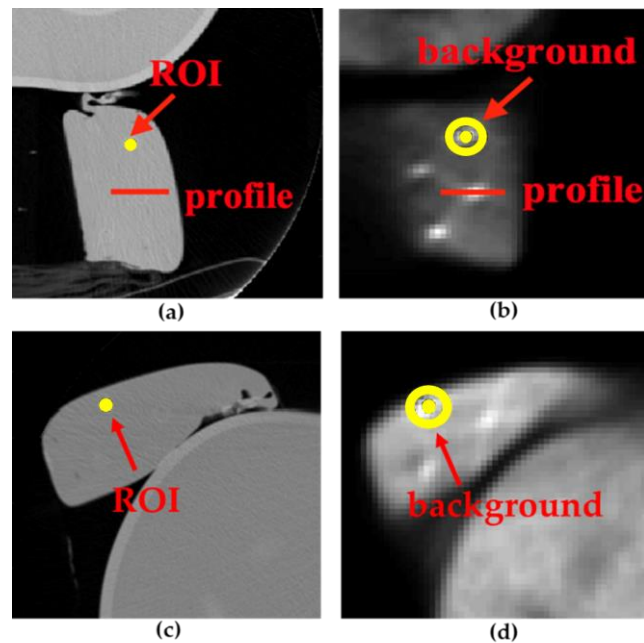 ROI
profile
background
profile
(a)
(b)
ROI
background
(c)
(d)